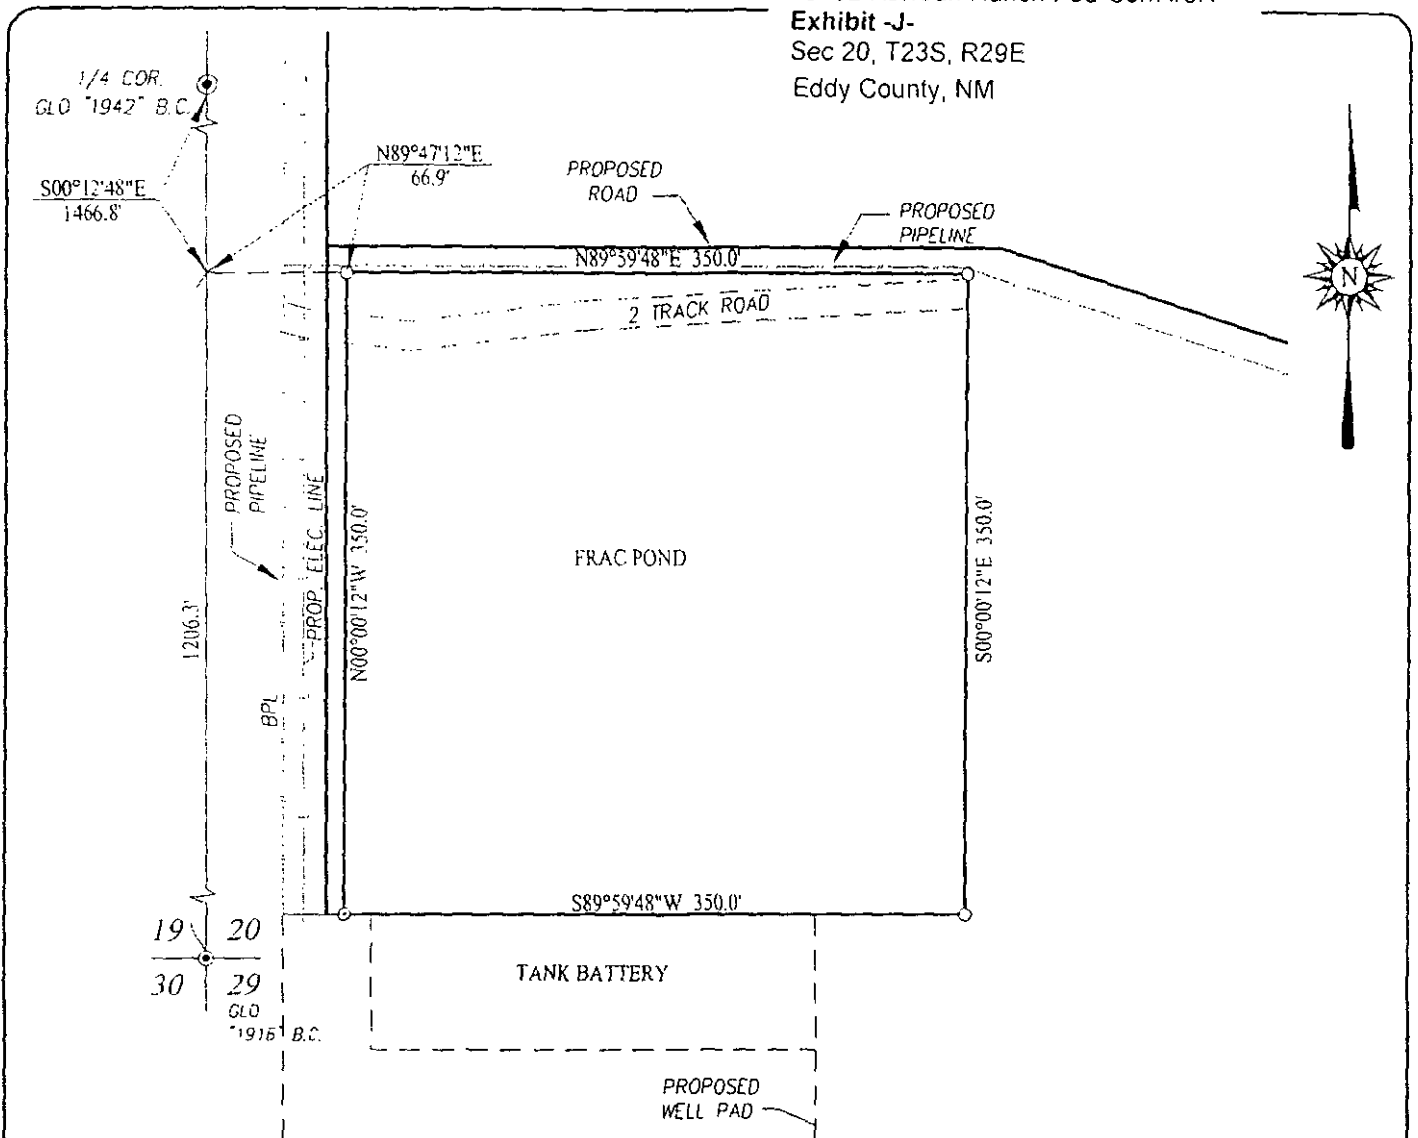 Exhibit -J-
Sec 20, T23S, R29E
Eddy County, NM
1/4 COR.
GLO "1942" B.C.
N89°47'12"E
66.9'
S00°12'48"E
1466.8'
PROPOSED
ROAD
PROPOSED
PIPELINE
N89°59'48"E 350.0'
2 TRACK ROAD
N
PROPOSED
PIPELINE
PROP. ELEC. LINE
N00°00'12"W 350.0'
S00°00'12"E 350.0'
FRAC POND
1206.3'
BPL
S89°59'48"W 350.0'
19 20
30 29
GLO
"1916" B.C.
TANK BATTERY
PROPOSED
WELL PAD